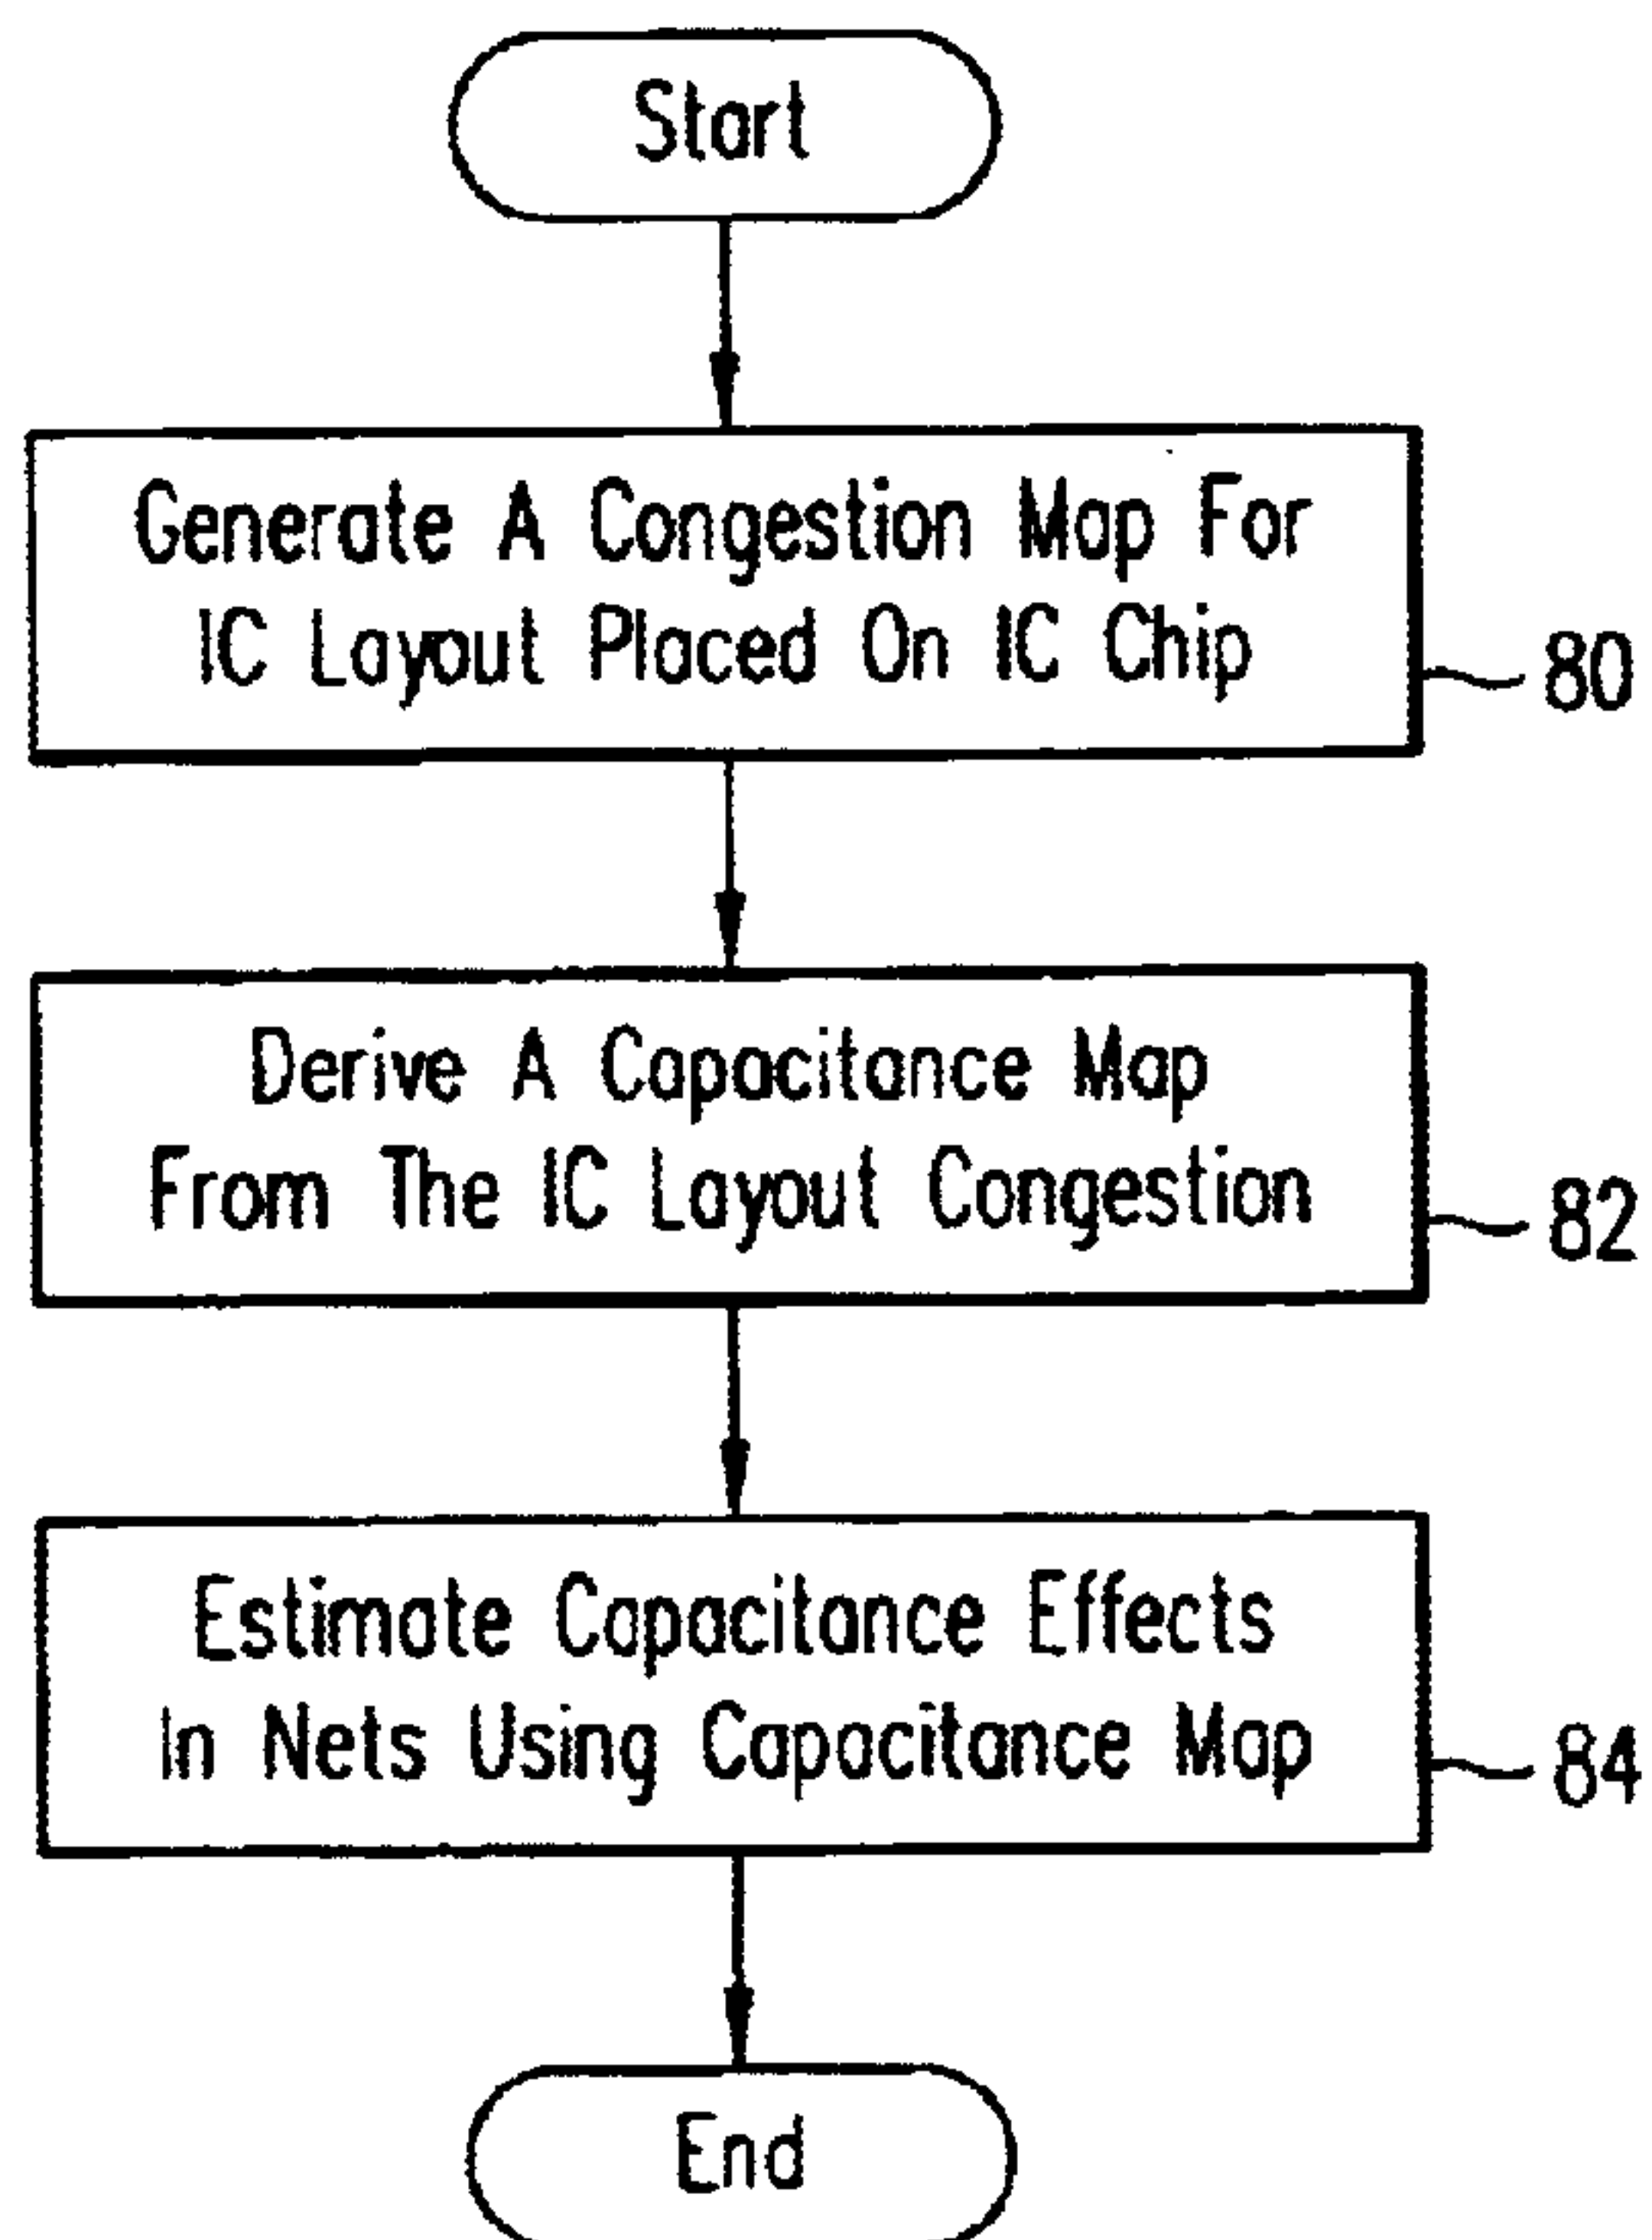 Start
Generate A Congestion Map For
IC Layout Placed On IC Chip
80
Derive A Capacitance Map
From The IC Layout Congestion
82
Estimate Capacitance Effects
In Nets Using Capacitance Map
84
End